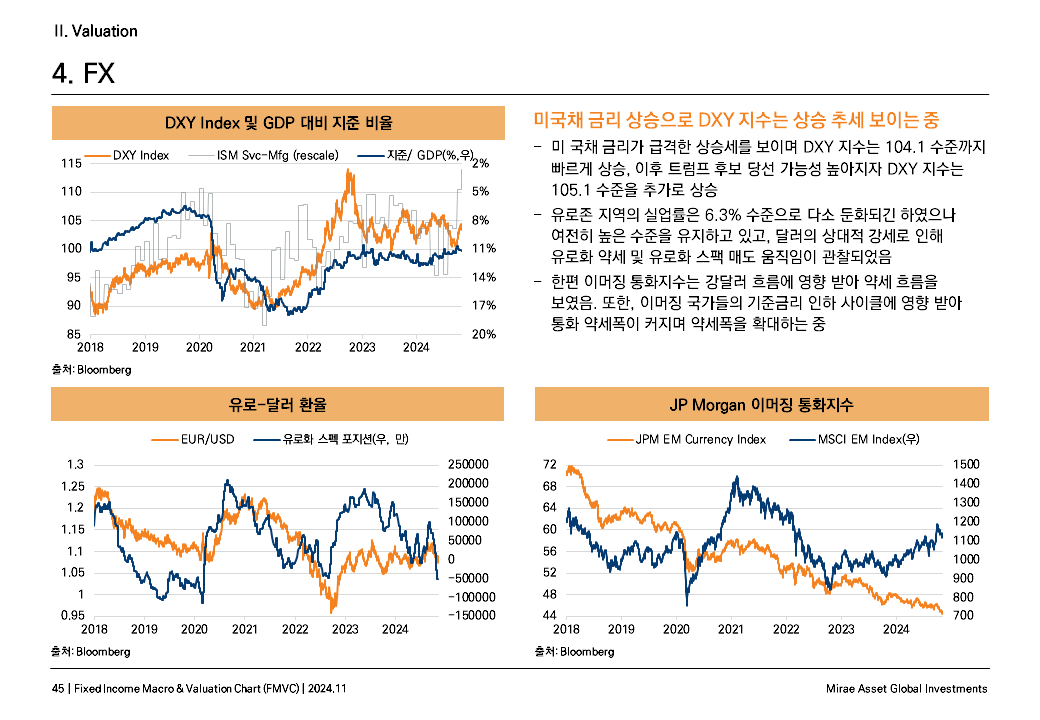 II. Valuation
4. FX
DXY Index 및 GDP 대비 지준 비율
DXY Index
ISM Svc-Mfg (rescale)
지준/ GDP(%,우)
115
110
105
100
95
90
85
2%
5%
8%
11%
14%
17%
20%
2018 2019 2020 2021 2022 2023 2024
출처: Bloomberg
미국채 금리 상승으로 DXY 지수는 상승 추세 보이는 중
– 미 국채 금리가 급격한 상승세를 보이며 DXY 지수는 104.1 수준까지
빠르게 상승, 이후 트럼프 후보 당선 가능성 높아지자 DXY 지수는
105.1 수준을 추가로 상승
– 유로존 지역의 실업률은 6.3% 수준으로 다소 둔화되긴 하였으나
여전히 높은 수준을 유지하고 있고, 달러의 상대적 강세로 인해
유로화 약세 및 유로화 스팩 매도 움직임이 관찰되었음
– 한편 이머징 통화지수는 강달러 흐름에 영향 받아 약세 흐름을
보였음. 또한, 이머징 국가들의 기준금리 인하 사이클에 영향 받아
통화 약세폭이 커지며 약세폭을 확대하는 중
유로-달러 환율
EUR/USD
유로화 스펙 포지션(우, 만)
1.3
1.25
1.2
1.15
1.1
1.05
1
0.95
250000
200000
150000
100000
50000
0
-50000
-100000
-150000
2018 2019 2020 2021 2022 2023 2024
출처: Bloomberg
JP Morgan 이머징 통화지수
JPM EM Currency Index
MSCI EM Index(우)
72
68
64
60
56
52
48
44
1500
1400
1300
1200
1100
1000
900
800
700
2018 2019 2020 2021 2022 2023 2024
출처: Bloomberg
45 | Fixed Income Macro & Valuation Chart (FMVC) | 2024.11
Mirae Asset Global Investments